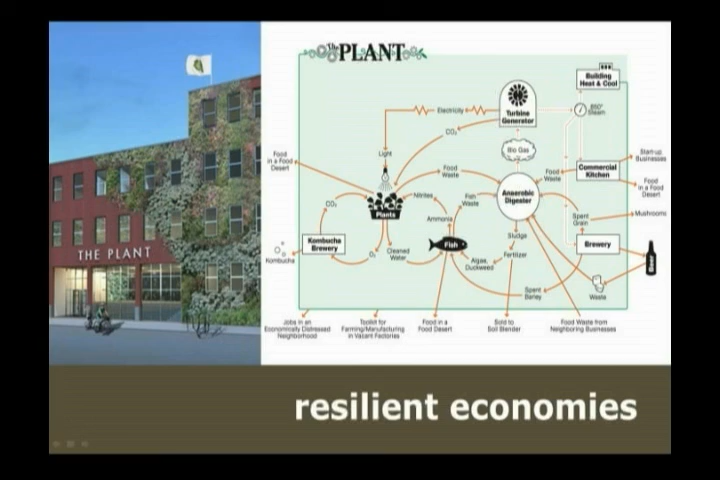 The PLANT
Building
Heat & Cool
850°
Steam
Turbine
Generator
Electricity
CO₂
Light
Bio Gas
Food
in a Food
Desert
Food
Waste
Food
Waste
Commercial
Kitchen
Start-up
Businesses
Food
in a Food
Desert
Anaerobic
Digester
Nitrites
Fish
Waste
CO₂
Plants
Ammonia
Spent
Grain
Mushrooms
THE PLANT
Kombucha
Brewery
Fish
Sludge
Brewery
Kombucha
O₂
Cleaned
Water
Algae,
Duckweed
Fertilizer
Beer
Spent
Barley
Waste
Jobs in an
Economically Distressed
Neighborhood
Toolkit for
Farming/Manufacturing
in Vacant Factories
Food in a
Food Desert
Sold to
Soil Blender
Food Waste from
Neighboring Businesses
resilient economies